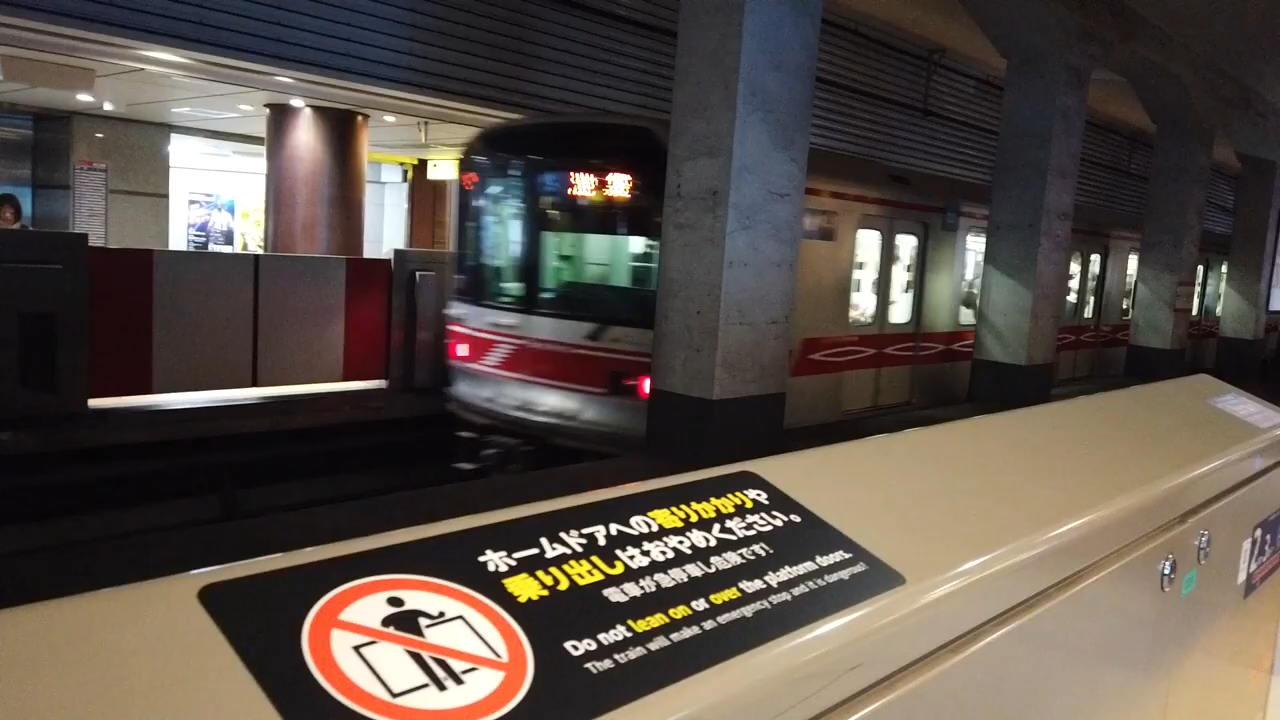 ホームドアへの寄りかかりや
乗り出しはおやめください。
電車が急停車し危険です!
Do not lean on or over the platform doors.
The train will make an emergency stop and it is dangerous!
2